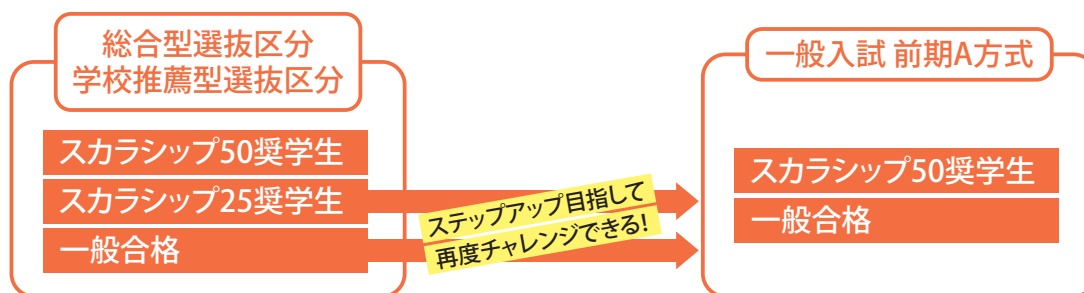 総合型選抜区分
学校推薦型選抜区分
スカラシップ50奨学生
スカラシップ25奨学生
一般合格
ステップアップ目指して
再度チャレンジできる!
一般入試 前期A方式
スカラシップ50奨学生
一般合格